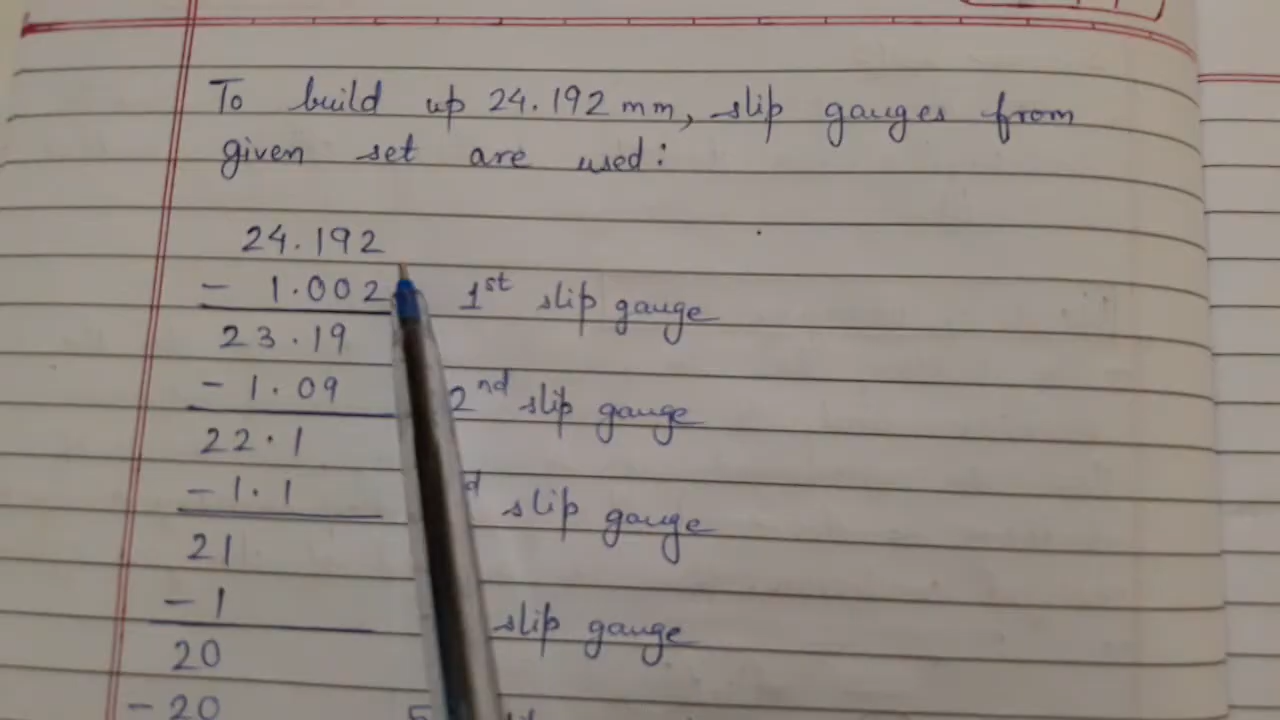 To build up 24.192 mm, slip gauges from
given set are used:
24.192
- 1.002 1st slip gauge
23.19
- 1.09 2nd slip gauge
22.1
- 1.1 slip gauge
21
- 1 slip gauge
20
- 20 5